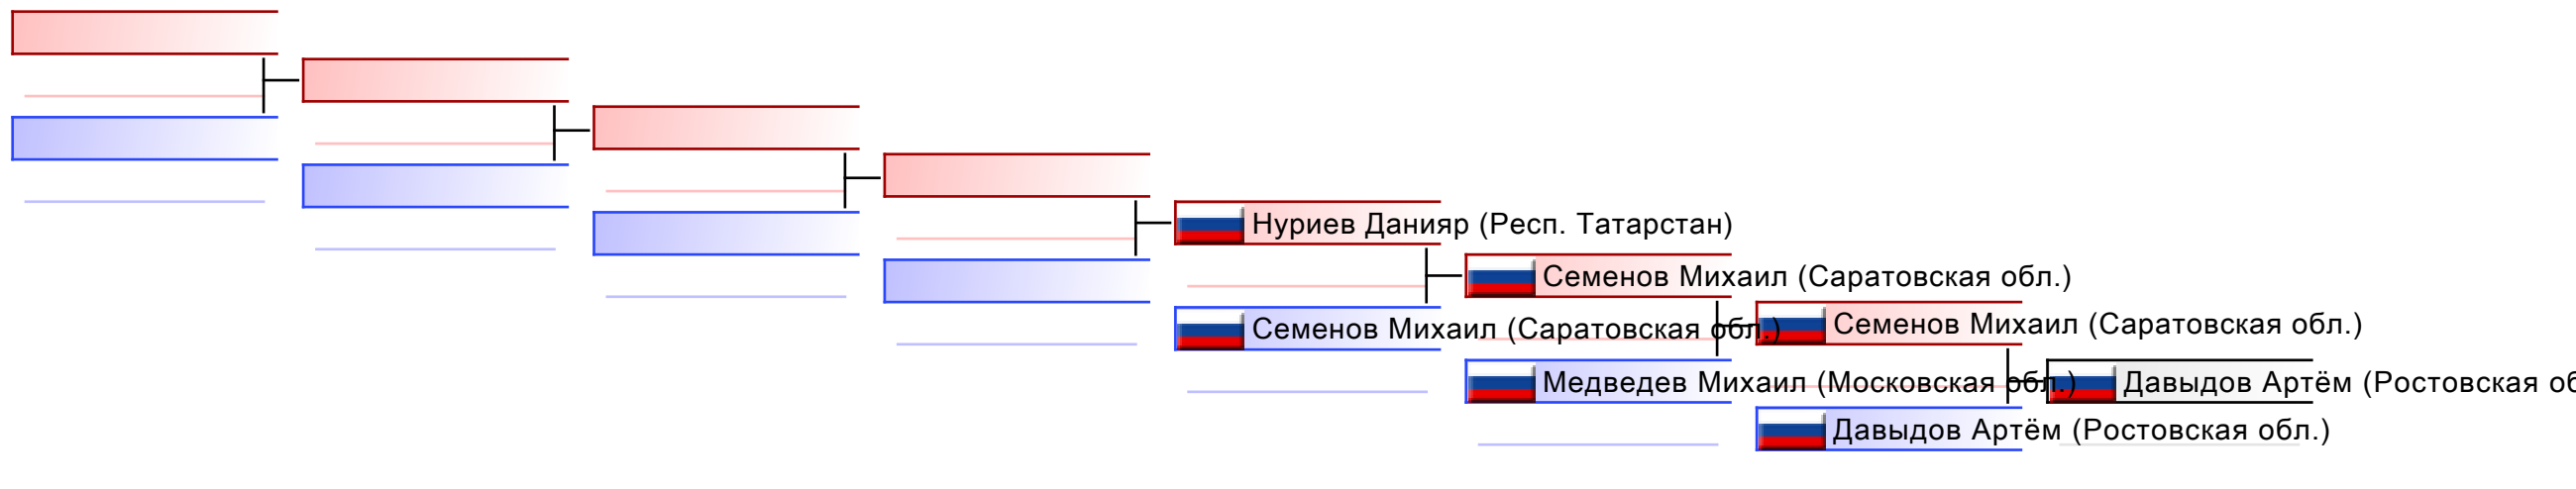 Нуриев Данияр (Респ. Татарстан)
Семенов Михаил (Саратовская обл.)
Семенов Михаил (Саратовская обл.)
Семенов Михаил (Саратовская обл.)
Медведев Михаил (Московская обл.)
Давыдов Артём (Ростовская об
Давыдов Артём (Ростовская обл.)